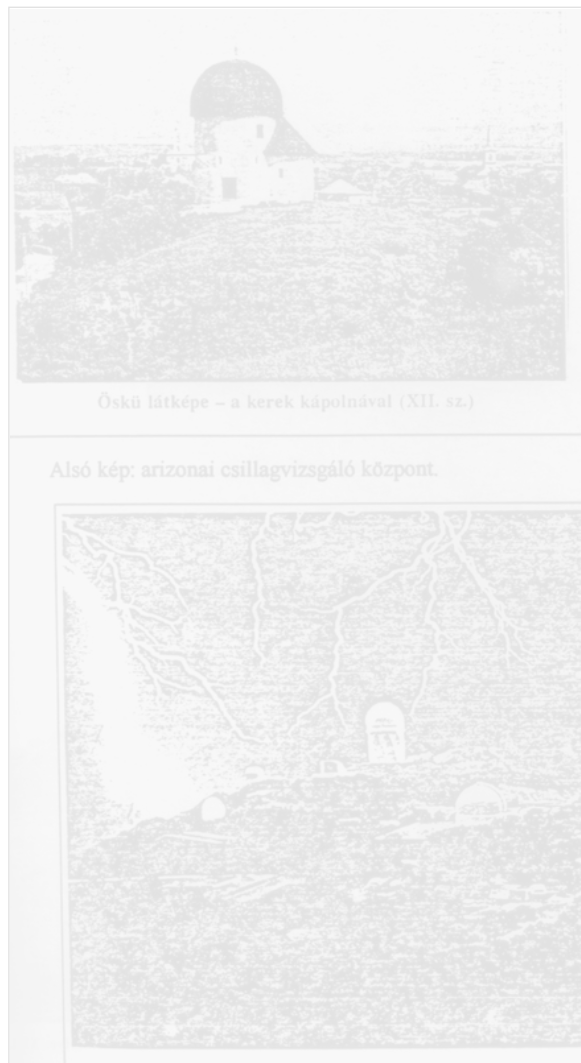 Öskü látképe – a kerek kápolnával (XII. sz.)
Alsó kép: arizonai csillagvizsgáló központ.